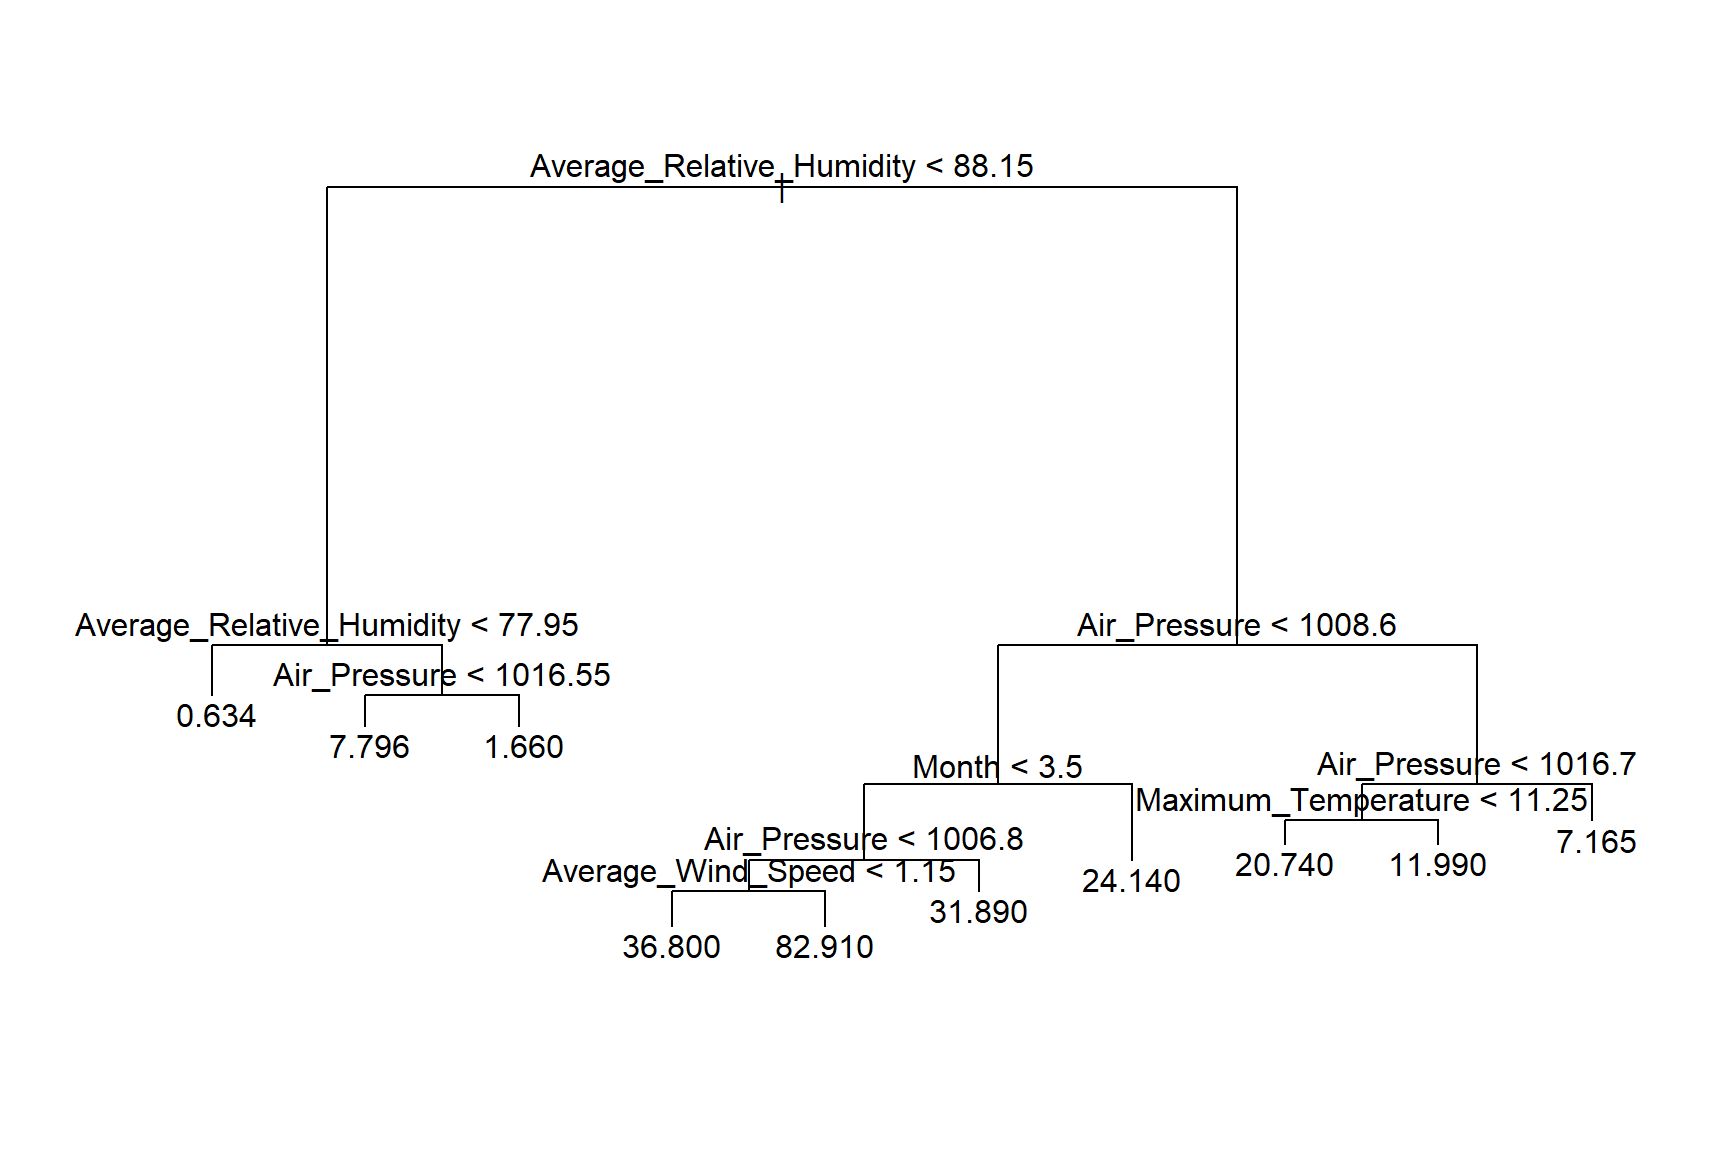 Average_Relative_Humidity < 88.15
Average_Relative_Humidity < 77.95
Air_Pressure < 1008.6
Air_Pressure < 1016.55
0.634
7.796
1.660
Month < 3.5
Air_Pressure < 1016.7
Maximum_Temperature < 11.25
Air_Pressure < 1006.8
7.165
Average_Wind_Speed < 1.15
20.740
11.990
24.140
31.890
36.800
82.910